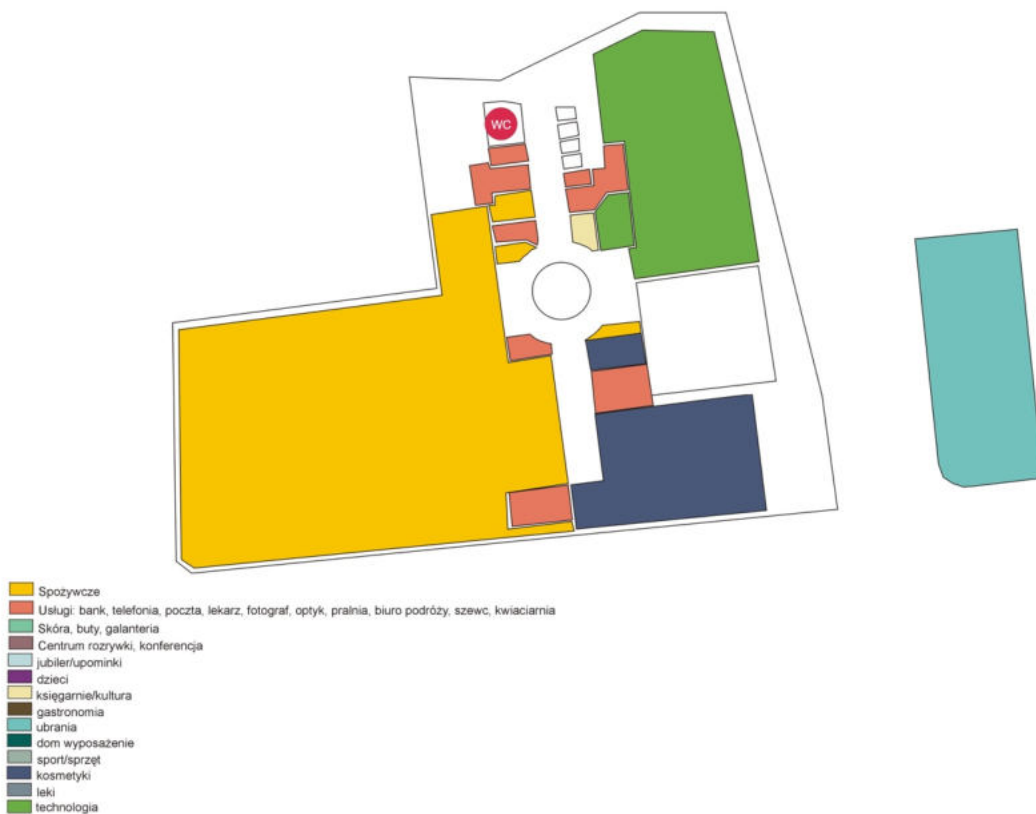 WC
Spożywcze
Usługi: bank, telefonia, poczta, lekarz, fotograf, optyk, pralnia, biuro podróży, szewc, kwiaciarnia
Skóra, buty, galanteria
Centrum rozrywki, konferencja
jubiler/upominki
dzieci
księgarnie/kultura
gastronomia
ubrania
dom wyposażenie
sport/sprzęt
kosmetyki
leki
technologia